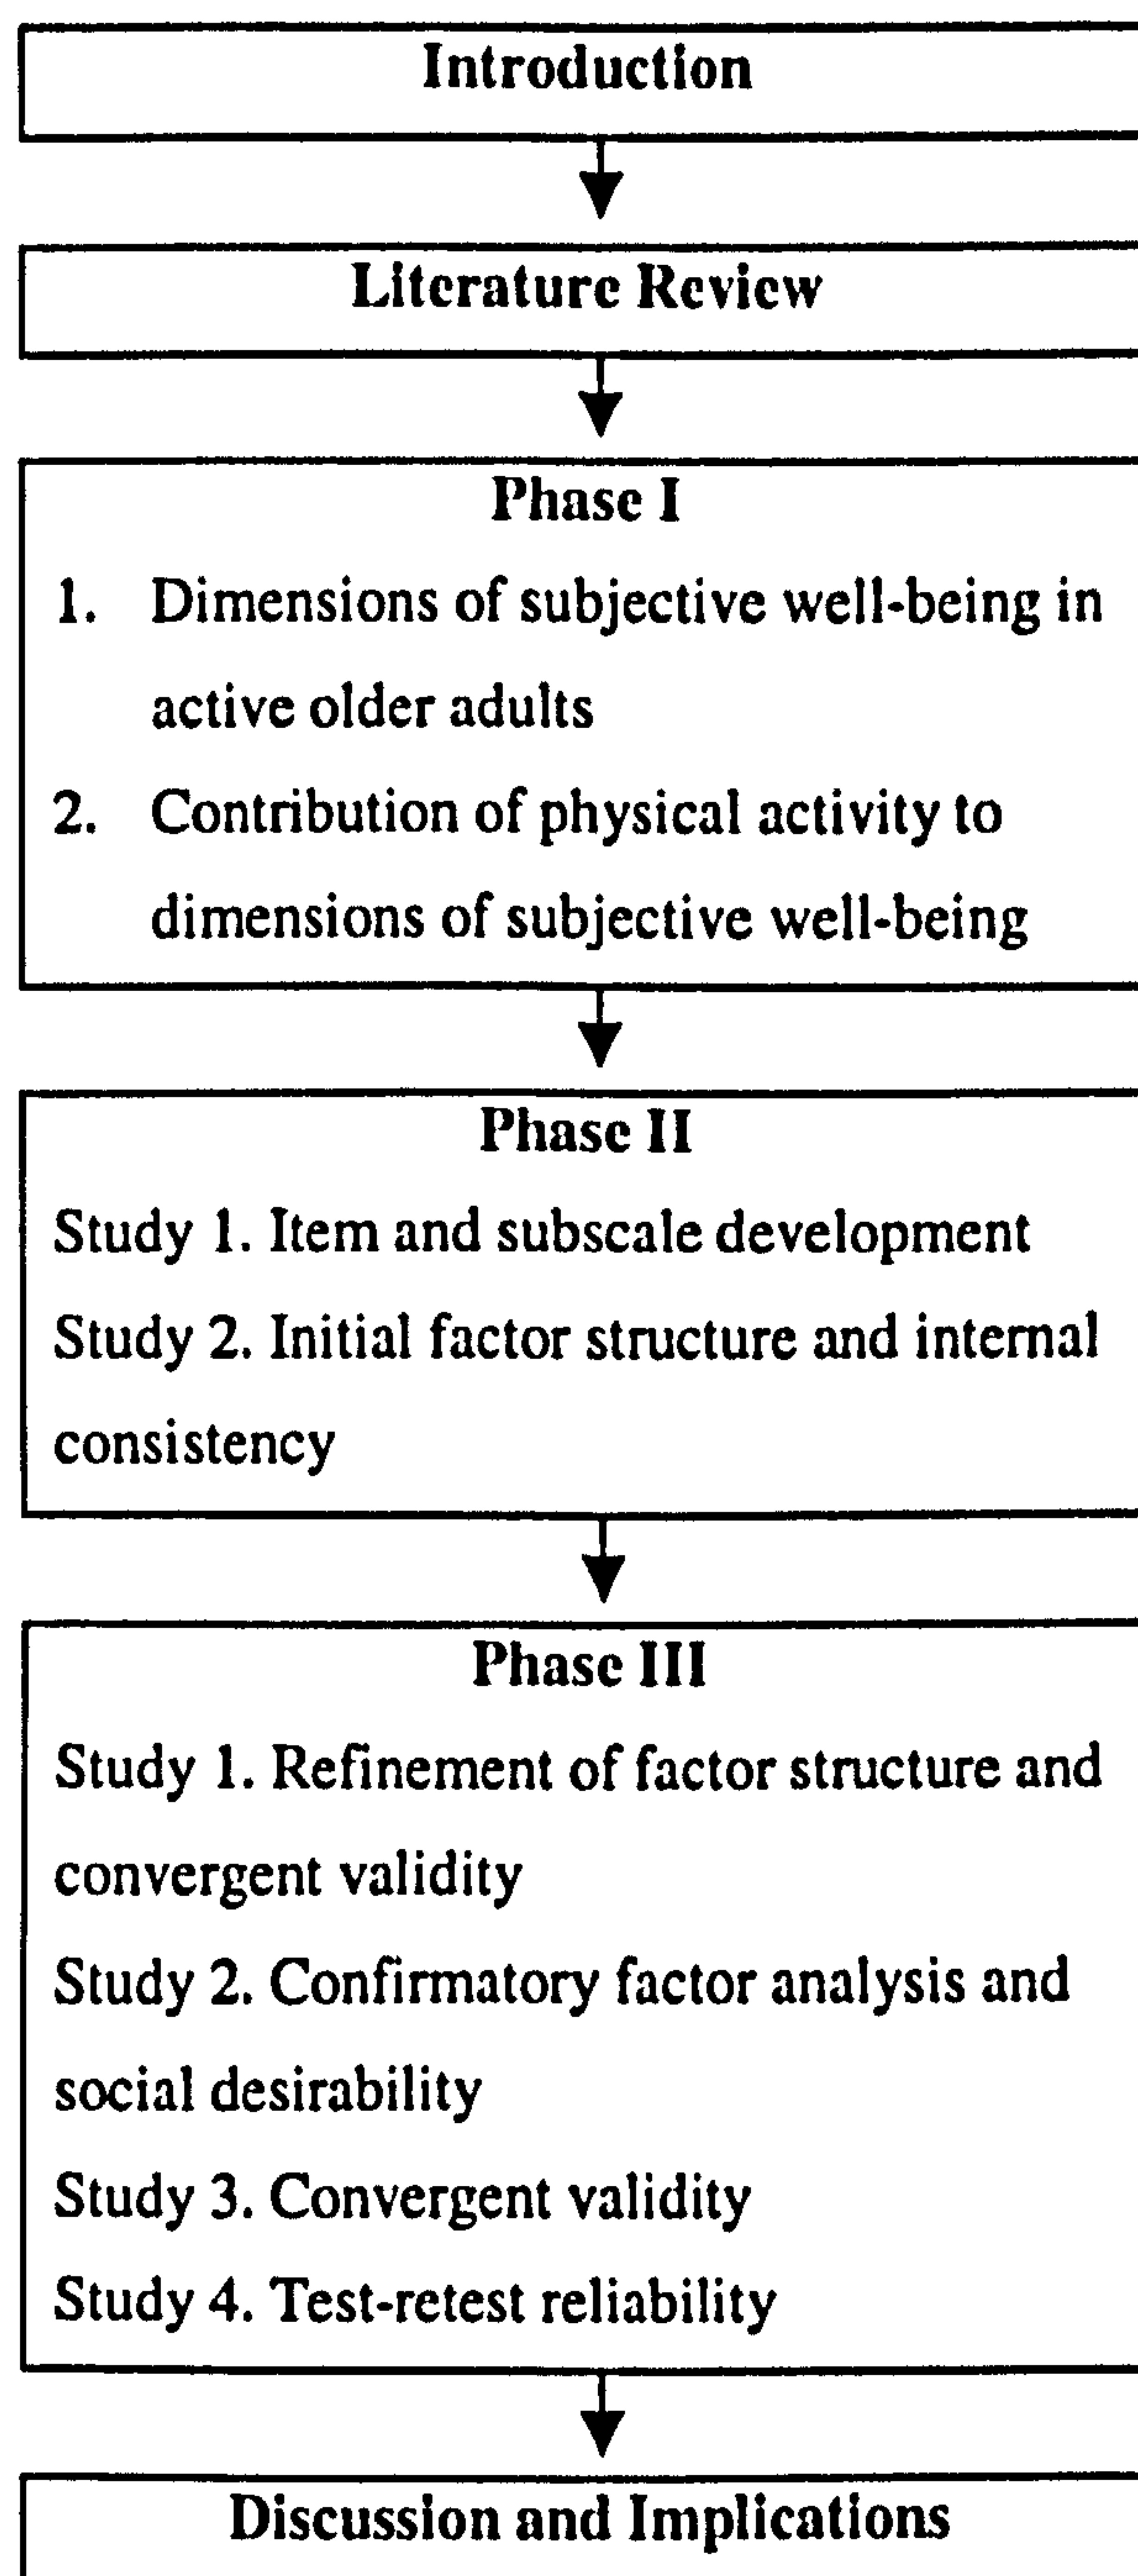 Introduction
Literature Review
Phase I
1. Dimensions of subjective well-being in
active older adults
2. Contribution of physical activity to
dimensions of subjective well-being
Phase II
Study 1. Item and subscale development
Study 2. Initial factor structure and internal
consistency
Phase III
Study 1. Refinement of factor structure and
convergent validity
Study 2. Confirmatory factor analysis and
social desirability
Study 3. Convergent validity
Study 4. Test-retest reliability
Discussion and Implications